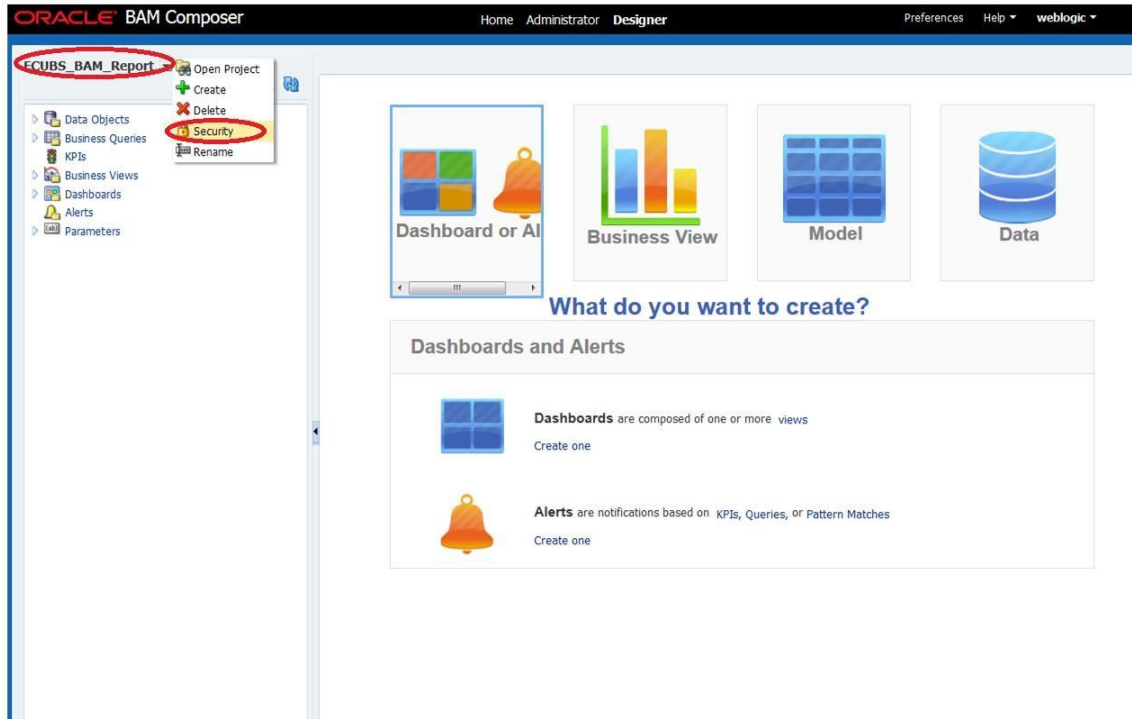 ORACLE BAM Composer Home Administrator Designer Preferences Help weblogic
ECUBS_BAM_Report
Open Project
Create
Delete
Security
Rename
Data Objects
Business Queries
KPIs
Business Views
Dashboards
Alerts
Parameters
Dashboard or Al
Business View
Model
Data
What do you want to create?
Dashboards and Alerts
Dashboards are composed of one or more views
Create one
Alerts are notifications based on KPIs, Queries, or Pattern Matches
Create one